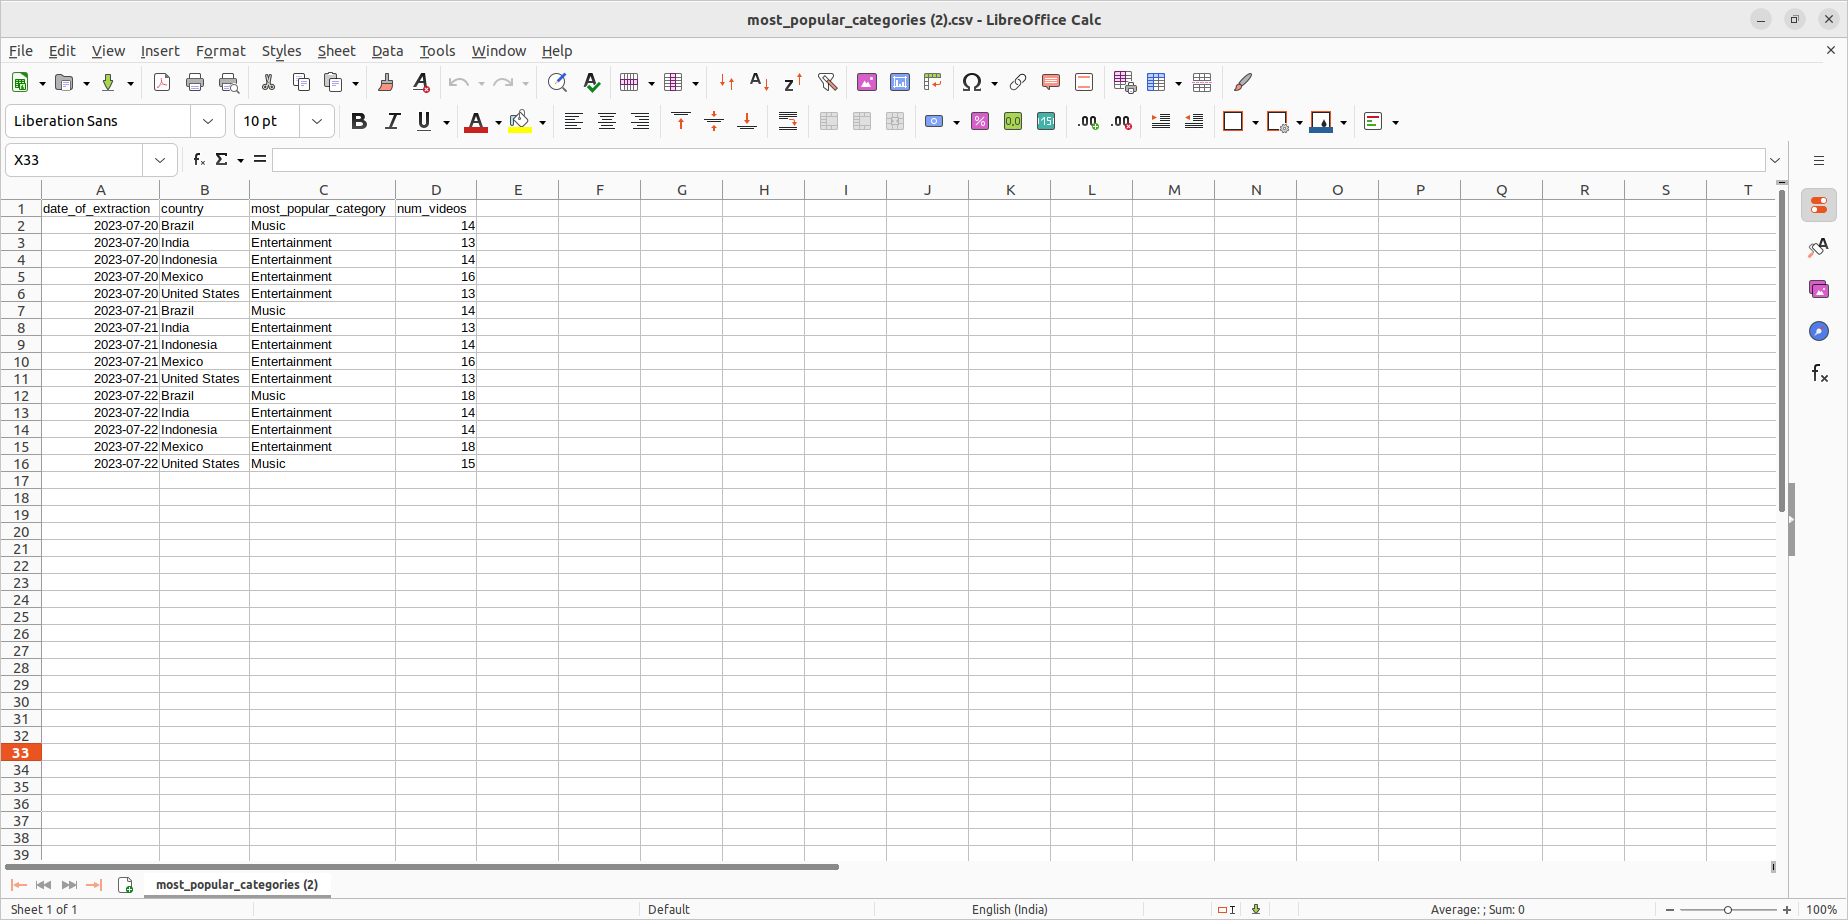 most_popular_categories (2).csv - LibreOffice Calc
File Edit View Insert Format Styles Sheet Data Tools Window Help
Liberation Sans 10 pt
X33
A B C D E F G H I J K L M N O P Q R S T
1 date_of_extraction country most_popular_category num_videos
2 2023-07-20 Brazil Music 14
3 2023-07-20 India Entertainment 13
4 2023-07-20 Indonesia Entertainment 14
5 2023-07-20 Mexico Entertainment 16
6 2023-07-20 United States Entertainment 13
7 2023-07-21 Brazil Music 14
8 2023-07-21 India Entertainment 13
9 2023-07-21 Indonesia Entertainment 14
10 2023-07-21 Mexico Entertainment 16
11 2023-07-21 United States Entertainment 13
12 2023-07-22 Brazil Music 18
13 2023-07-22 India Entertainment 14
14 2023-07-22 Indonesia Entertainment 14
15 2023-07-22 Mexico Entertainment 18
16 2023-07-22 United States Music 15
17
18
19
20
21
22
23
24
25
26
27
28
29
30
31
32
33
34
35
36
37
38
39
most_popular_categories (2)
Sheet 1 of 1 Default English (India) Average: ; Sum: 0 100%